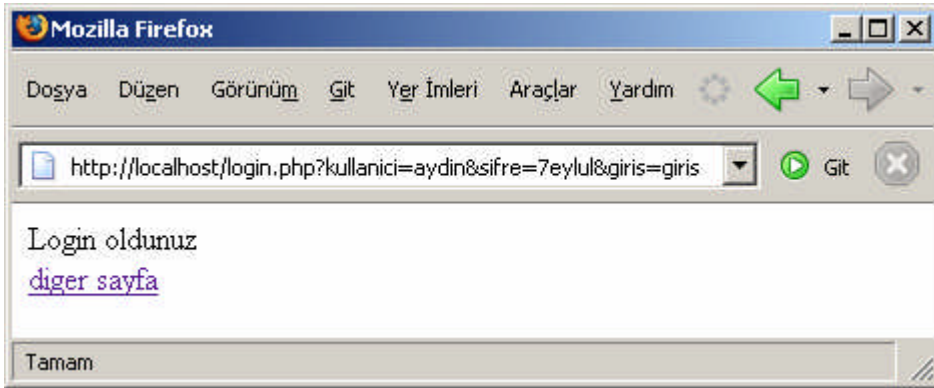 Mozilla Firefox
Dosya Düzen Görünüm Git Yer İmleri Araçlar Yardım
http://localhost/login.php?kullanici=aydin&sifre=7eylul&giris=giris Git
Login oldunuz
diger sayfa
Tamam